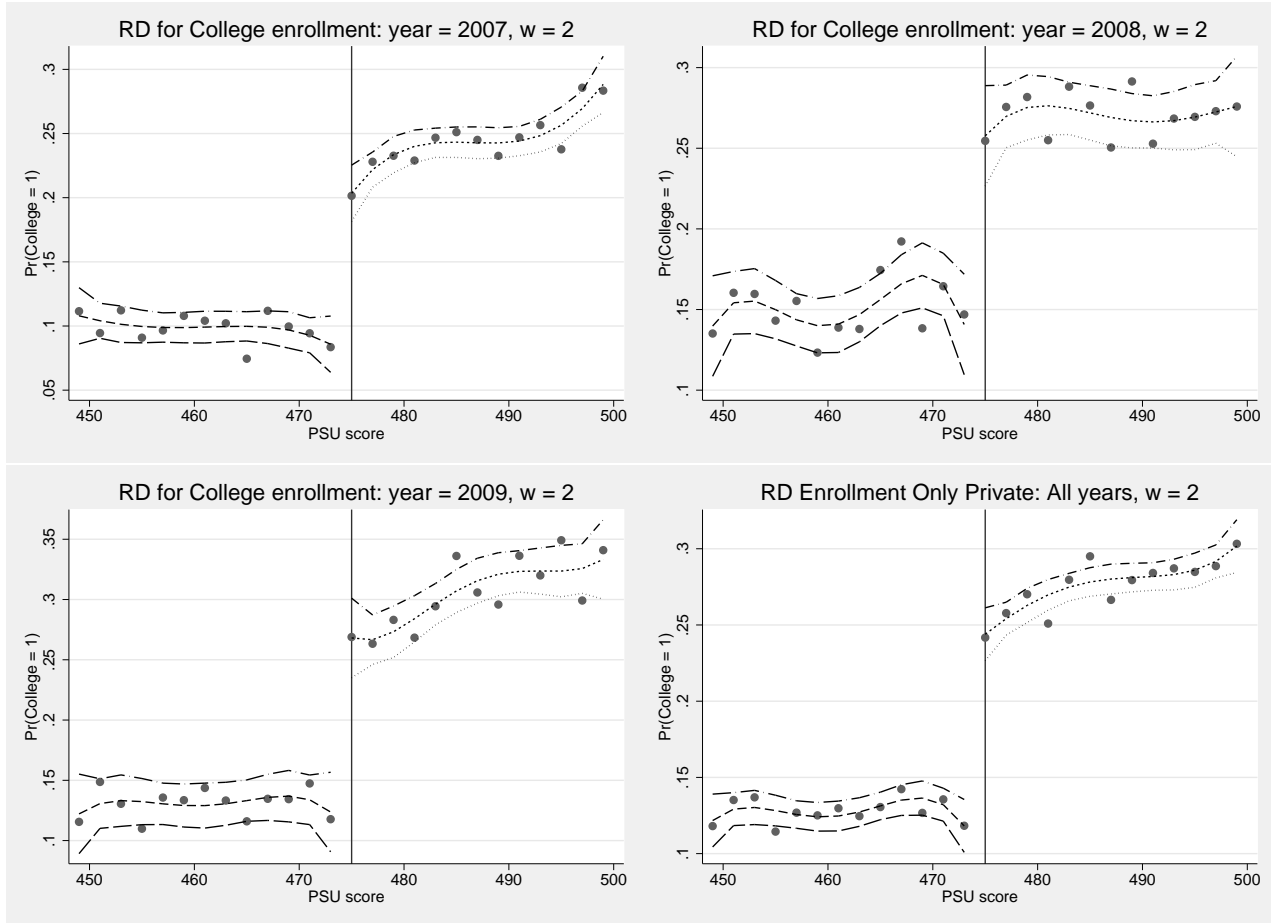 RD for College enrollment: year = 2007, w = 2
Pr(College = 1)
.3
.25
.2
.15
.1
.05
450 460 470 480 490 500
PSU score
RD for College enrollment: year = 2008, w = 2
Pr(College = 1)
.3
.25
.2
.15
.1
450 460 470 480 490 500
PSU score
RD for College enrollment: year = 2009, w = 2
Pr(College = 1)
.35
.3
.25
.2
.15
.1
450 460 470 480 490 500
PSU score
RD Enrollment Only Private: All years, w = 2
Pr(College = 1)
.3
.25
.2
.15
.1
450 460 470 480 490 500
PSU score